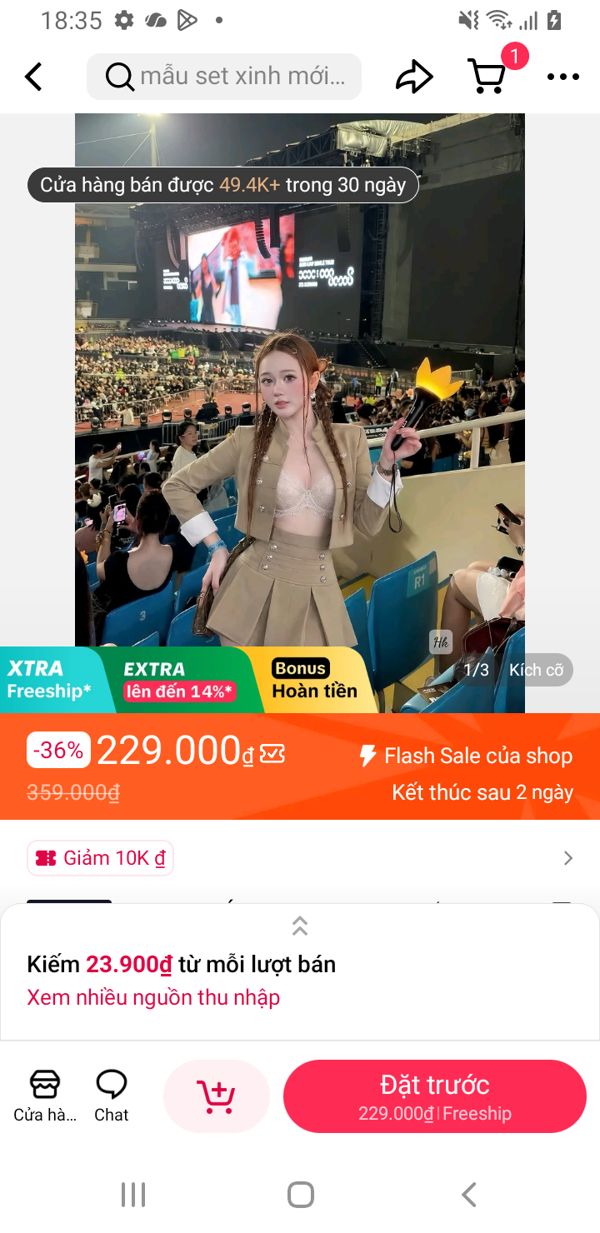 18:35
mẫu set xinh mới...
1
Cửa hàng bán được 49.4K+ trong 30 ngày
R1
3
Hk
XTRA
Freeship*
EXTRA
lên đến 14%*
Bonus
Hoàn tiền
1/3 Kích cỡ
-36% 229.000₫
Flash Sale của shop
359.000₫
Kết thúc sau 2 ngày
Giảm 10K ₫
Kiếm 23.900₫ từ mỗi lượt bán
Xem nhiều nguồn thu nhập
Cửa hà...
Chat
Đặt trước
229.000₫|Freeship